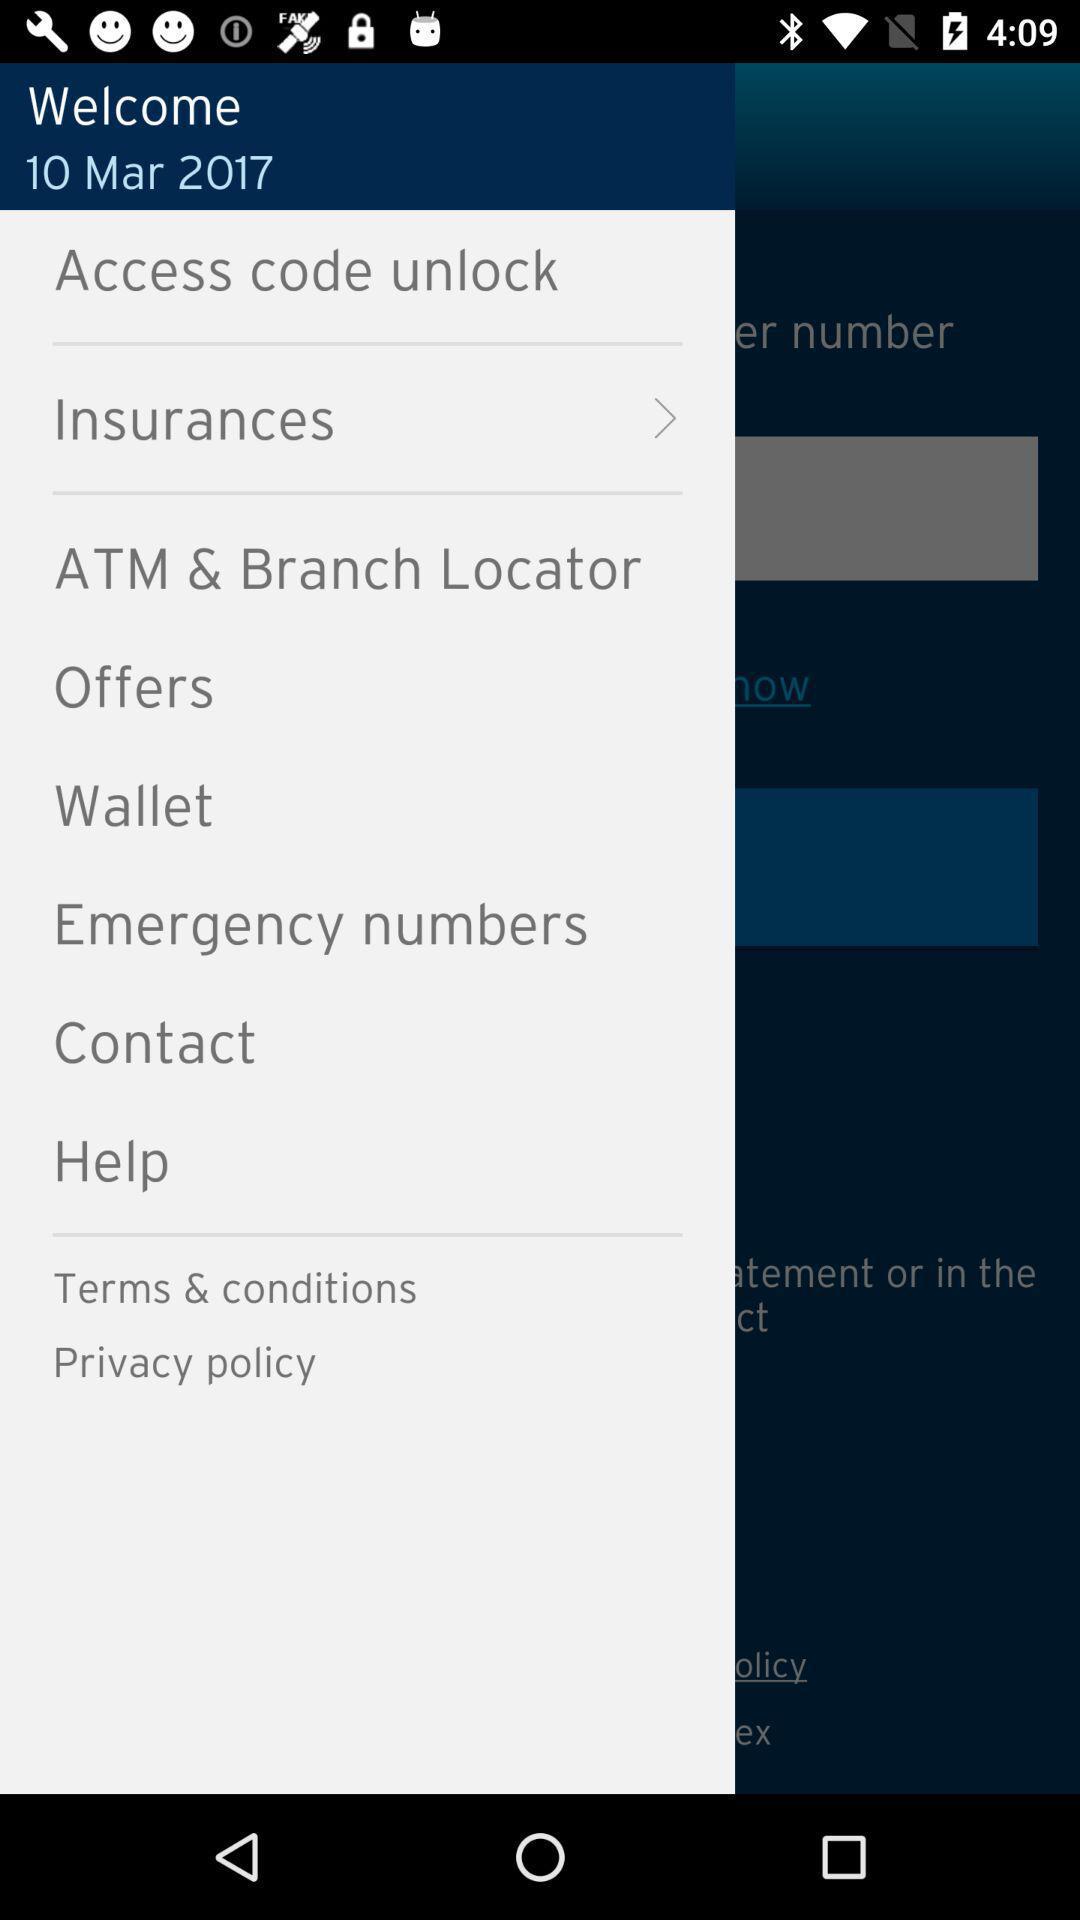 FAKE
4:09
Welcome
10 Mar 2017
Access code unlock
er number
Insurances
ATM & Branch Locator
Offers
now
Wallet
Emergency numbers
Contact
Help
Terms & conditions
atement or in the
ct
Privacy policy
olicy
ex